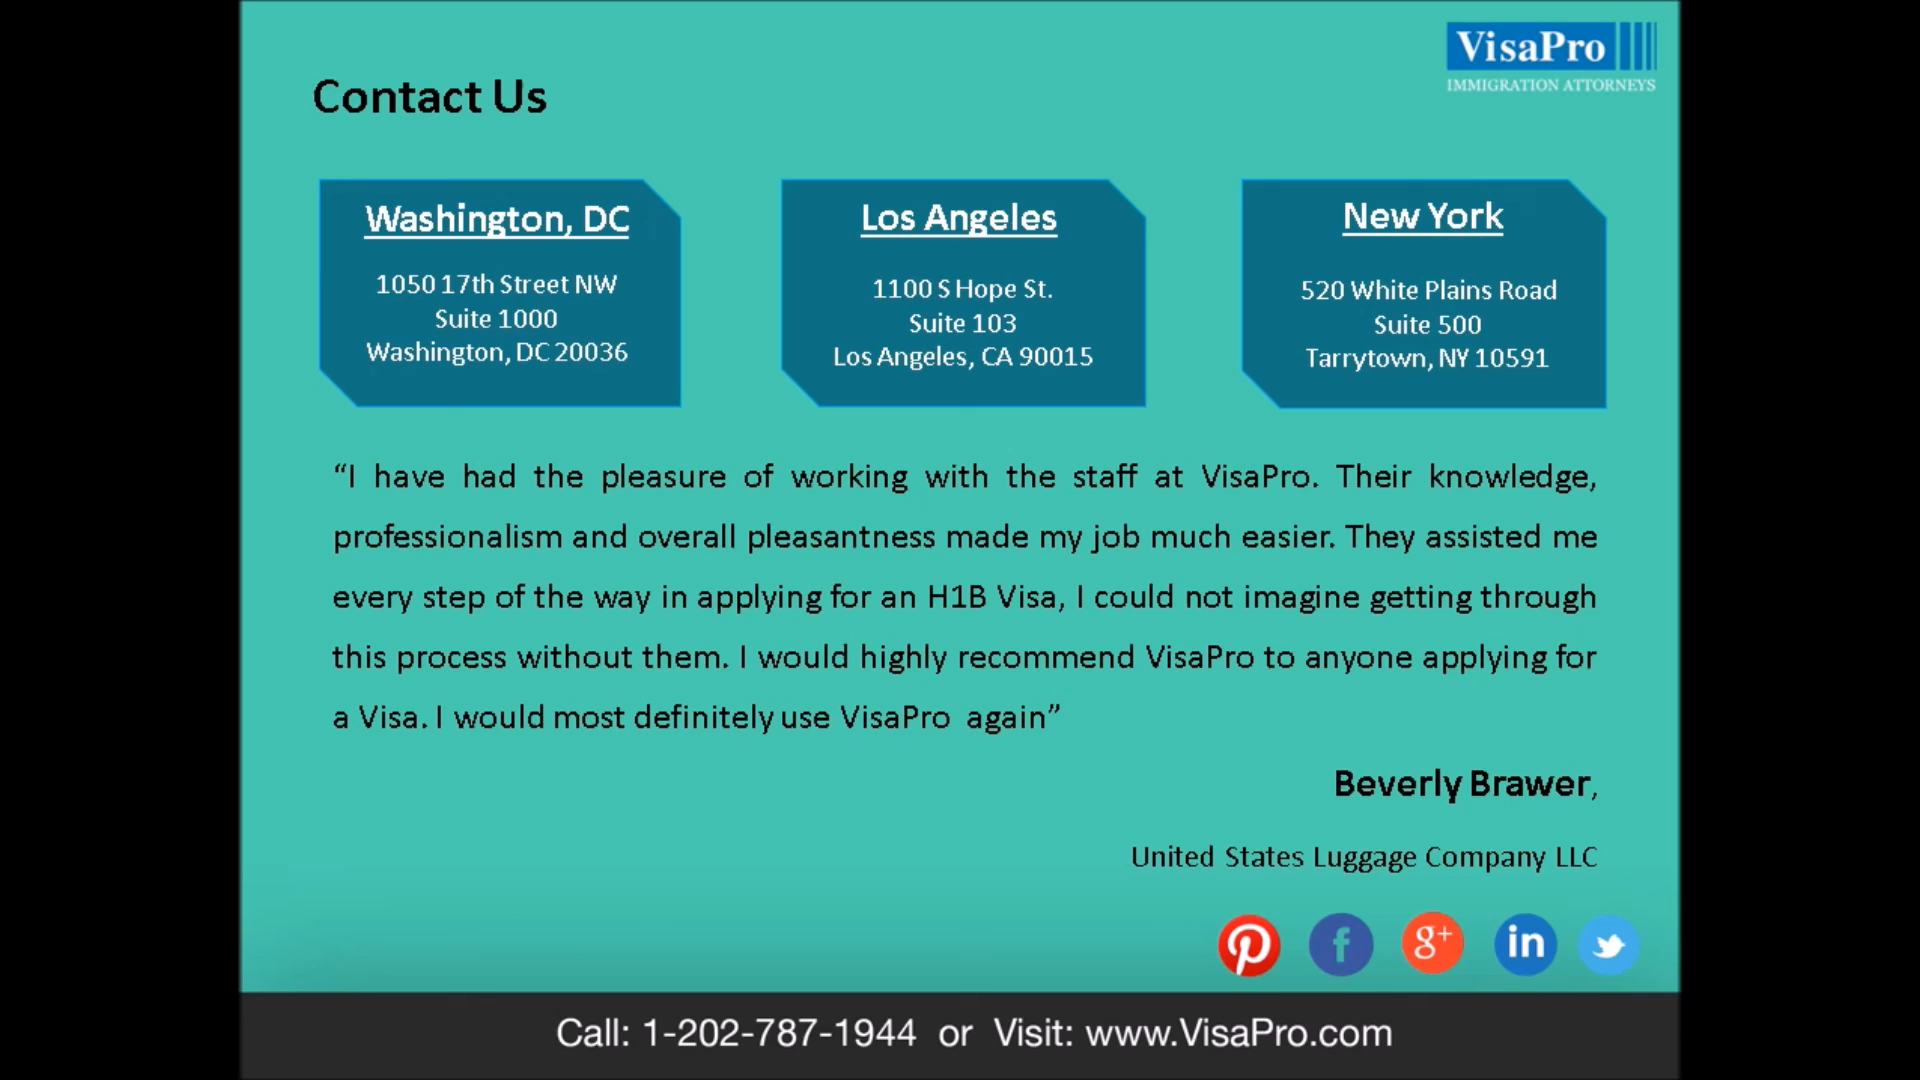 VisaPro
IMMIGRATION ATTORNEYS
Contact Us
Washington, DC
1050 17th Street NW
Suite 1000
Washington, DC 20036
Los Angeles
1100 S Hope St.
Suite 103
Los Angeles, CA 90015
New York
520 White Plains Road
Suite 500
Tarrytown, NY 10591
“I have had the pleasure of working with the staff at VisaPro. Their knowledge,
professionalism and overall pleasantness made my job much easier. They assisted me
every step of the way in applying for an H1B Visa, I could not imagine getting through
this process without them. I would highly recommend VisaPro to anyone applying for
a Visa. I would most definitely use VisaPro again”
Beverly Brawer,
United States Luggage Company LLC
f
g+
in
Call: 1-202-787-1944 or Visit: www.VisaPro.com